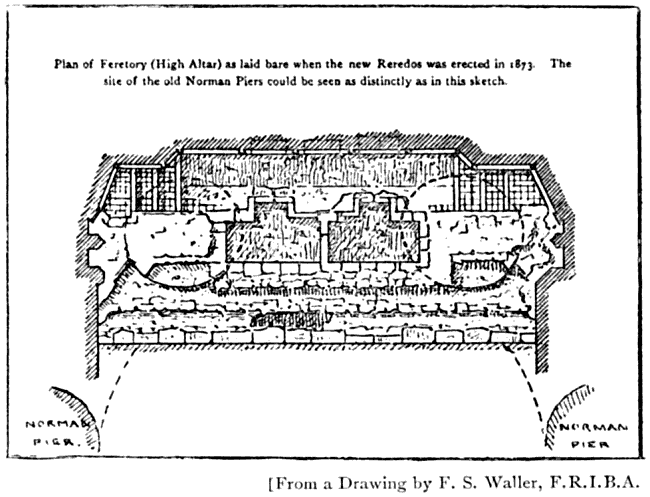 Plan of Feretory (High Altar) as laid bare when the new Reredos was erected in 1873. The
site of the old Norman Piers could be seen as distinctly as in this sketch.
NORMAN
PIER.
NORMAN
PIER
[From a Drawing by F. S. Waller, F.R.I.B.A.